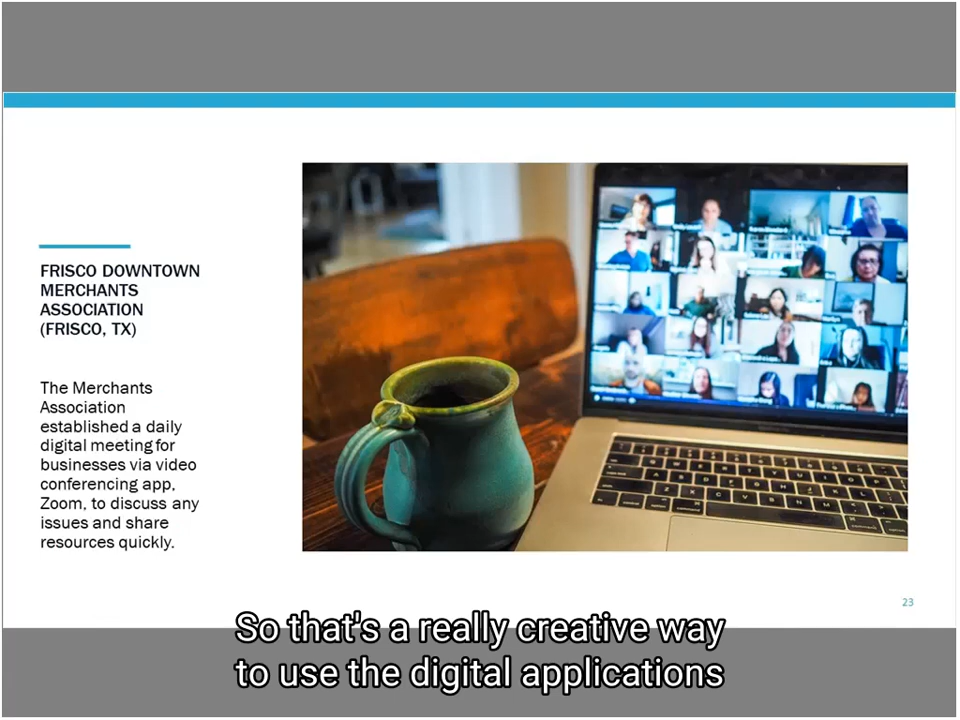 FRISCO DOWNTOWN
MERCHANTS
ASSOCIATION
(FRISCO, TX)
The Merchants
Association
established a daily
digital meeting for
businesses via video
conferencing app,
Zoom, to discuss any
issues and share
resources quickly.
23
So that's a really creative way
to use the digital applications